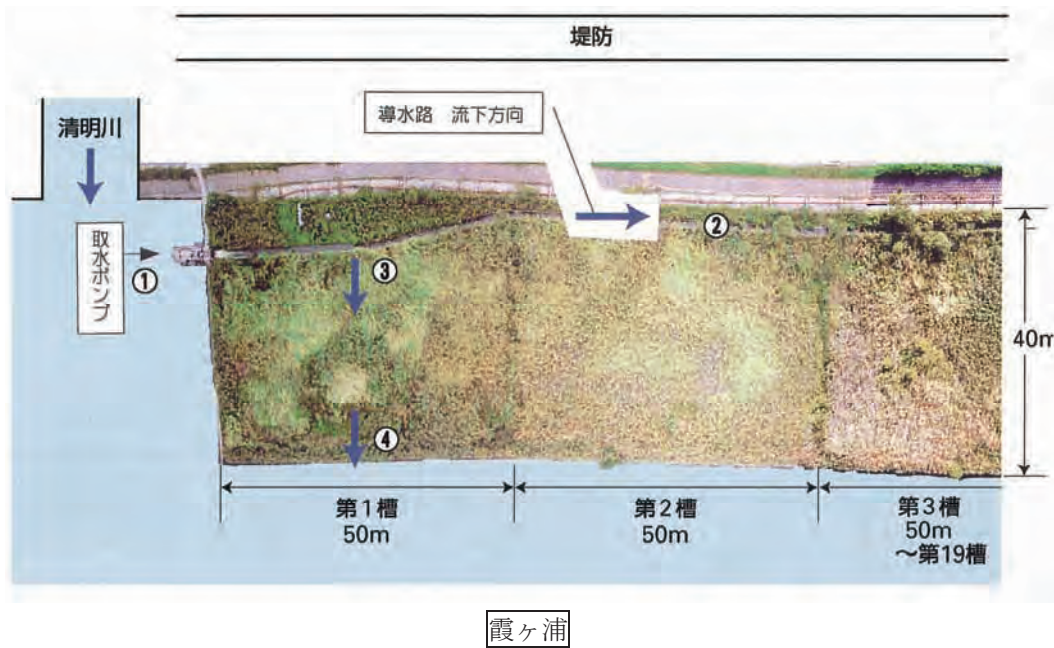 堤防
清明川
導水路 流下方向
取水ポンプ
①
②
③
④
40m
第1槽
50m
第2槽
50m
第3槽
50m
～第19槽
霞ヶ浦